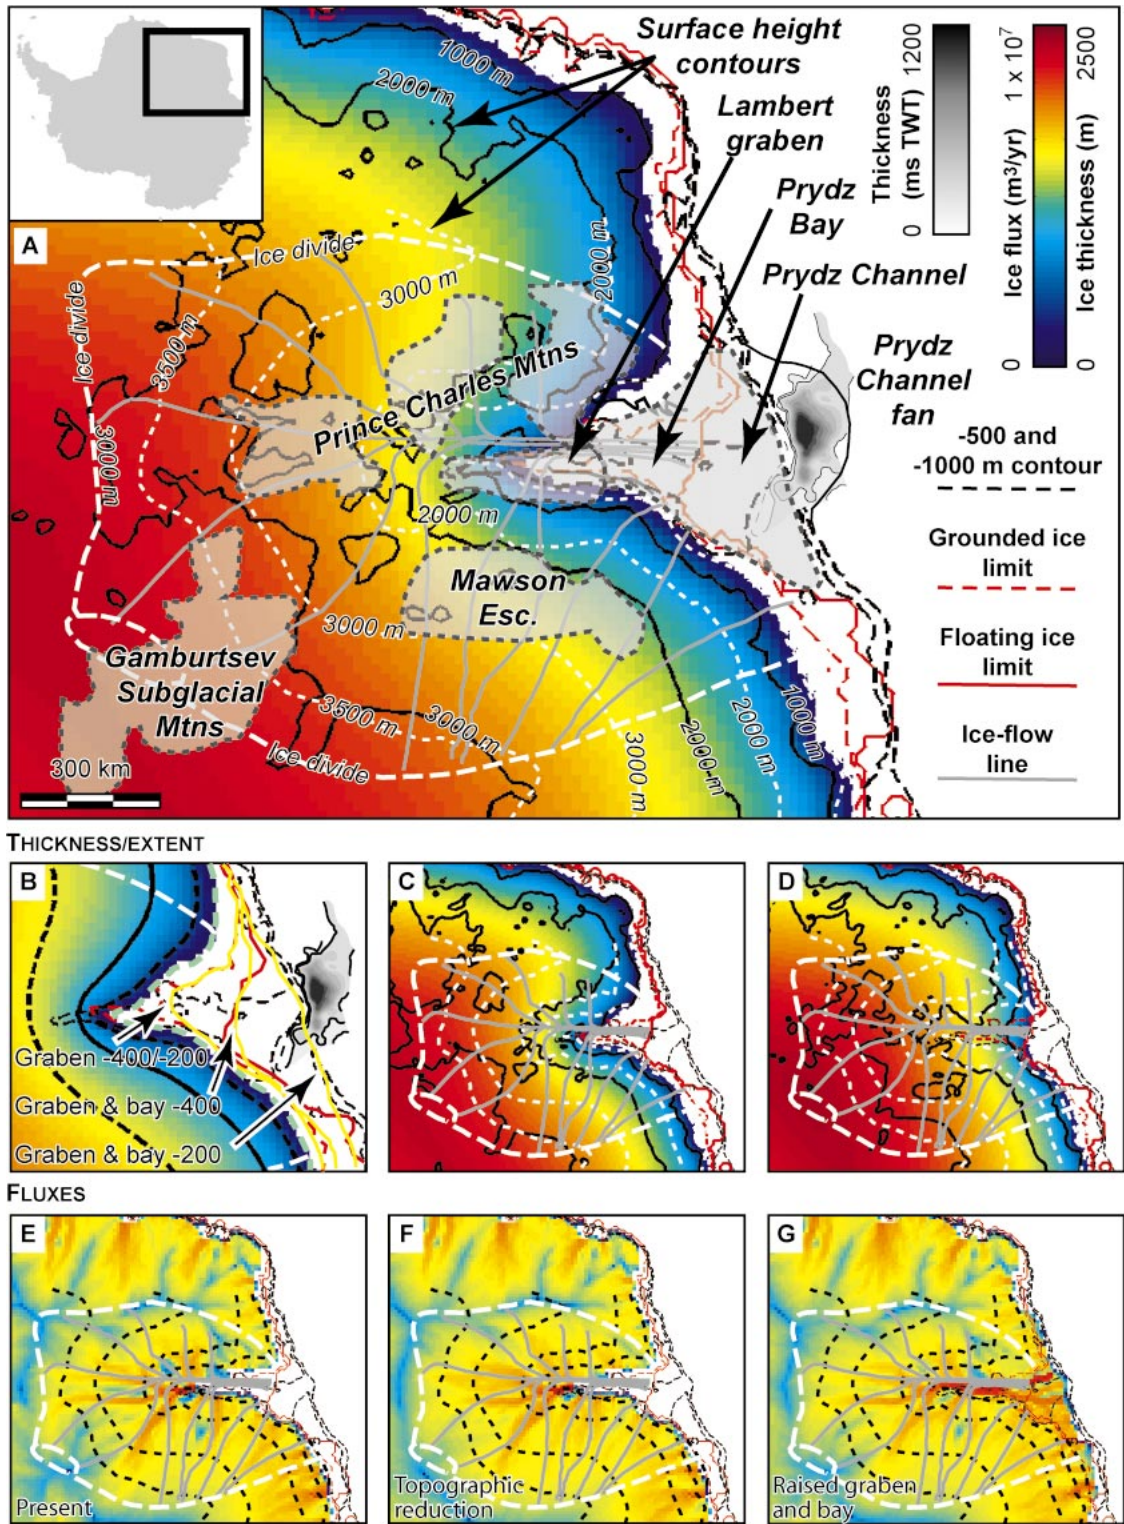 Surface height
contours
Lambert
graben
Prydz
Bay
Prydz Channel
Prydz
Channel
fan
Thickness
(ms TWT)
0
1200
Ice flux (m3/yr)
0
1 x 10^7
Ice thickness (m)
0
2500
-500 and
-1000 m contour
Grounded ice
limit
Floating ice
limit
Ice-flow
line
A
1000 m
2000 m
Ice divide
3000 m
2000 m
Ice divide
3500 m
3000 m
Prince Charles Mtns
2000 m
Mawson
Esc.
3000 m
Gamburtsev
Subglacial
Mtns
3500 m
3000 m
Ice divide
3000 m
2000 m
2000 m
1000 m
300 km
THICKNESS/EXTENT
B
Graben -400/-200
Graben & bay -400
Graben & bay -200
C
D
FLUXES
E
Present
F
Topographic
reduction
G
Raised graben
and bay